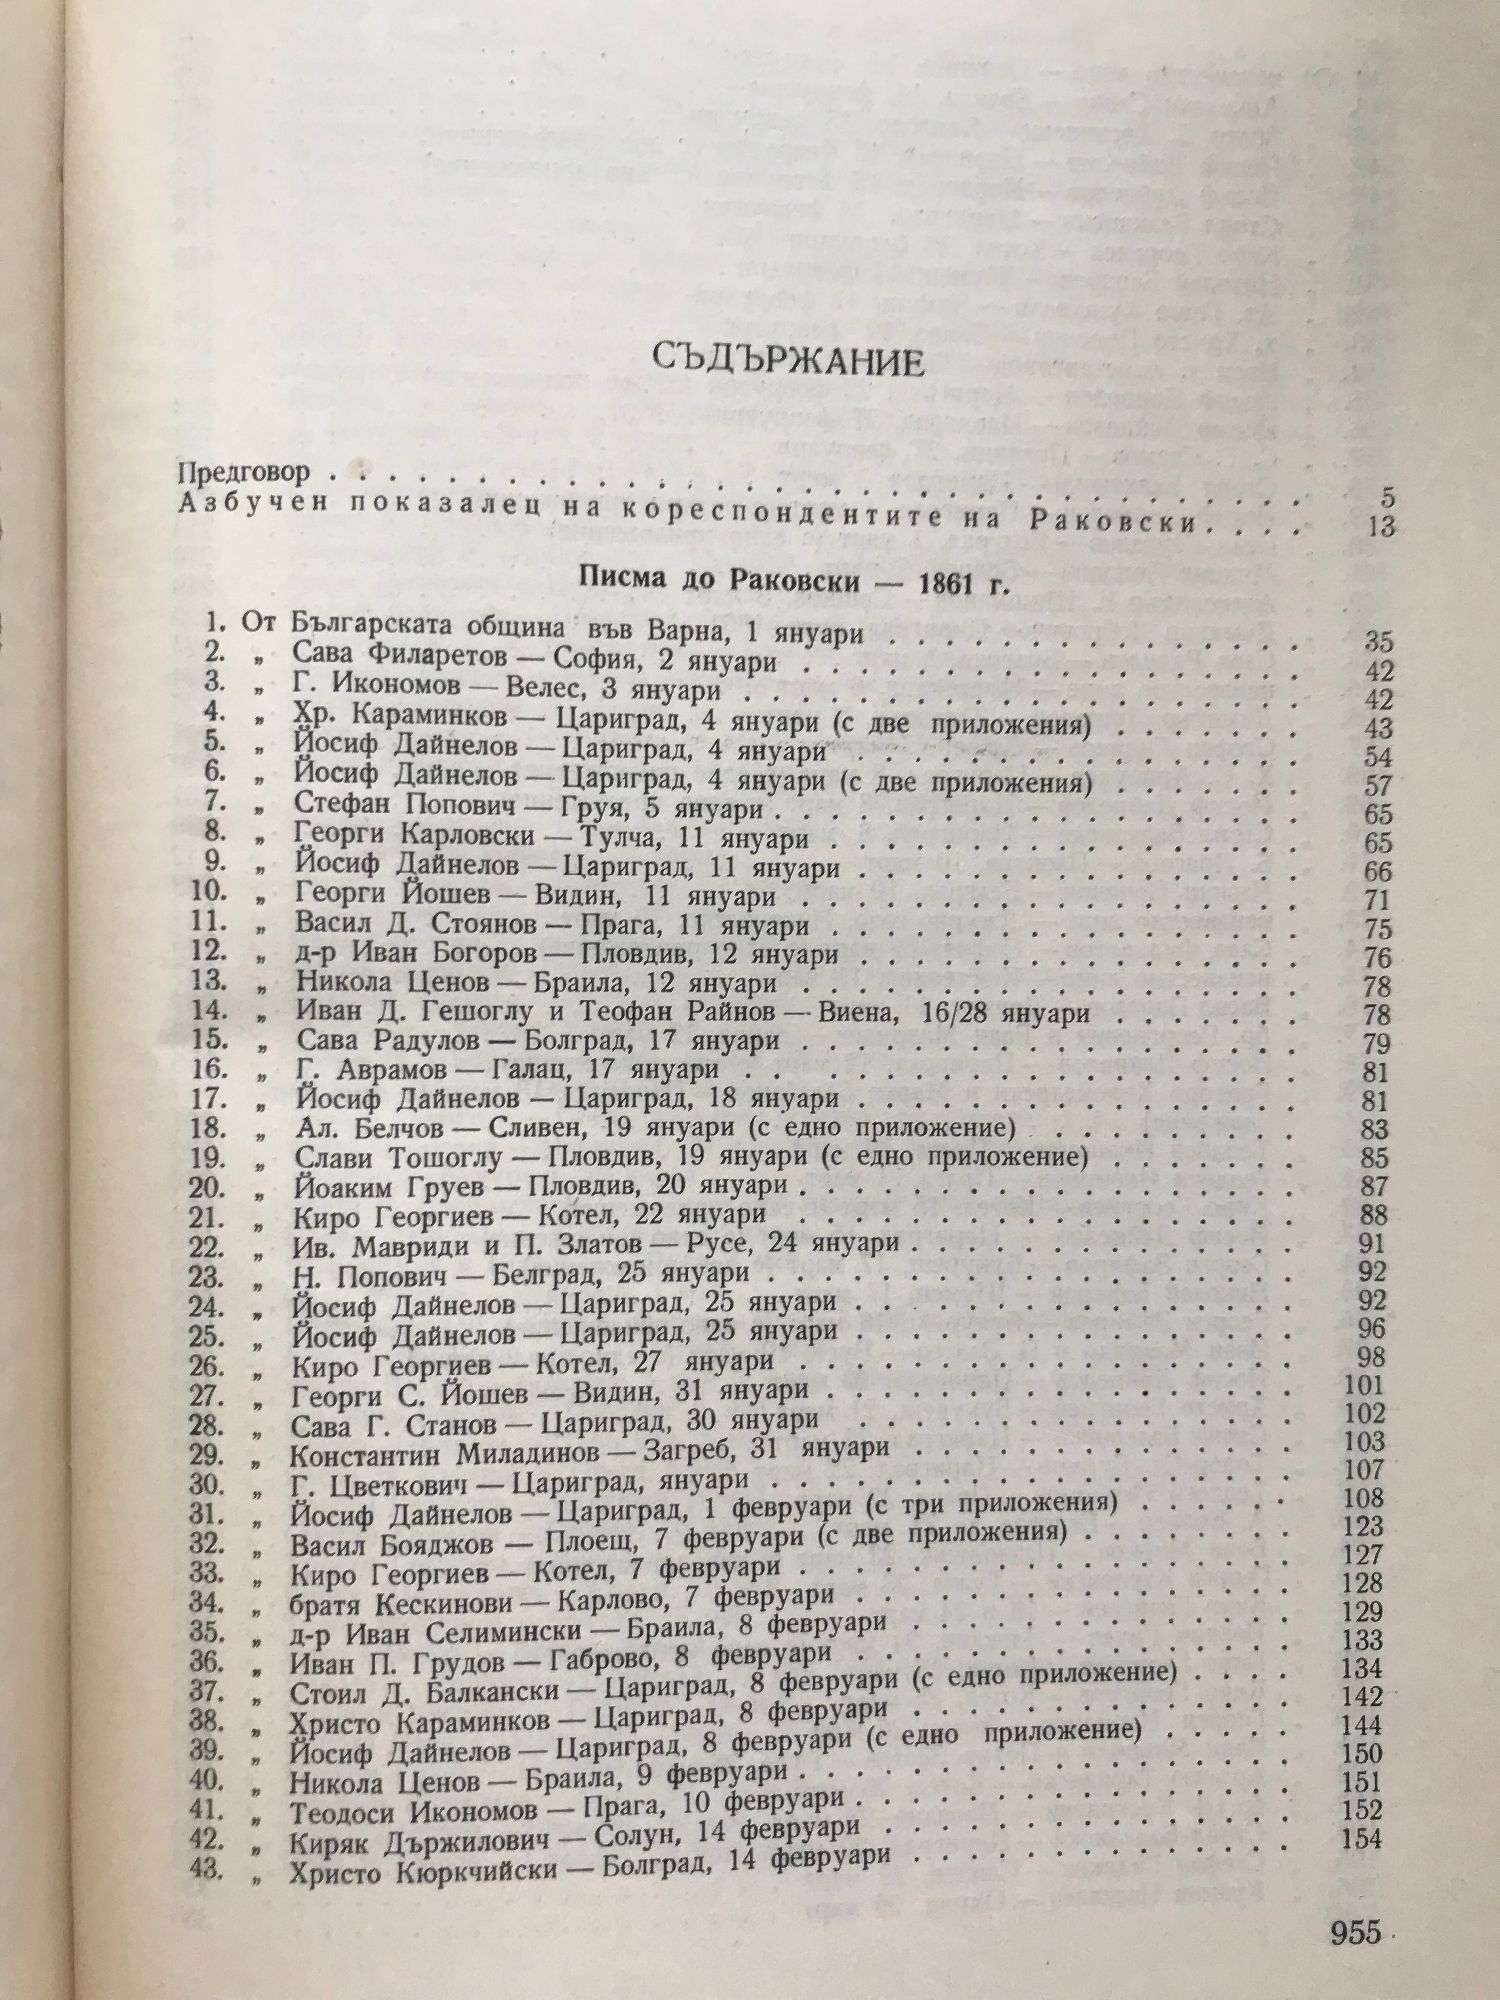 СЪДЪРЖАНИЕ
Предговор . . . . . . . . . . . . . . . . . . . . . . . . . . . . . . 5
Азбучен показалец на кореспондентите на Раковски. . . . 13
Писма до Раковски — 1861 г.
1. От Българската община във Варна, 1 януари . . . . . . . . . . . . . . . 35
2. „ Сава Филаретов — София, 2 януари . . . . . . . . . . . . . . . . . . 42
3. „ Г. Икономов — Велес, 3 януари . . . . . . . . . . . . . . . . . . . . 42
4. „ Хр. Караминков — Цариград, 4 януари (с две приложения) . . . . . . . 43
5. „ Йосиф Дайнелов — Цариград, 4 януари . . . . . . . . . . . . . . . . 54
6. „ Йосиф Дайнелов — Цариград, 4 януари (с две приложения) . . . . . . . 57
7. „ Стефан Попович — Груя, 5 януари . . . . . . . . . . . . . . . . . . . 65
8. „ Георги Карловски — Тулча, 11 януари . . . . . . . . . . . . . . . . . 65
9. „ Йосиф Дайнелов — Цариград, 11 януари . . . . . . . . . . . . . . . . 66
10. „ Георги Йошев — Видин, 11 януари . . . . . . . . . . . . . . . . . . 71
11. „ Васил Д. Стоянов — Прага, 11 януари . . . . . . . . . . . . . . . . . 75
12. „ д-р Иван Богоров — Пловдив, 12 януари . . . . . . . . . . . . . . . . 76
13. „ Никола Ценов — Браила, 12 януари . . . . . . . . . . . . . . . . . . 78
14. „ Иван Д. Гешоглу и Теофан Райнов — Виена, 16/28 януари . . . . . . . 78
15. „ Сава Радулов — Болград, 17 януари . . . . . . . . . . . . . . . . . . 79
16. „ Г. Аврамов — Галац, 17 януари . . . . . . . . . . . . . . . . . . . 81
17. „ Йосиф Дайнелов — Цариград, 18 януари . . . . . . . . . . . . . . . . 81
18. „ Ал. Белчов — Сливен, 19 януари (с едно приложение) . . . . . . . . . 83
19. „ Слави Тошоглу — Пловдив, 19 януари (с едно приложение) . . . . . . . 85
20. „ Йоаким Груев — Пловдив, 20 януари . . . . . . . . . . . . . . . . . . 87
21. „ Киро Георгиев — Котел, 22 януари . . . . . . . . . . . . . . . . . . 88
22. „ Ив. Мавриди и П. Златов — Русе, 24 януари . . . . . . . . . . . . . . 91
23. „ Н. Попович — Белград, 25 януари . . . . . . . . . . . . . . . . . . . 92
24. „ Йосиф Дайнелов — Цариград, 25 януари . . . . . . . . . . . . . . . . 92
25. „ Йосиф Дайнелов — Цариград, 25 януари . . . . . . . . . . . . . . . . 96
26. „ Киро Георгиев — Котел, 27 януари . . . . . . . . . . . . . . . . . . 98
27. „ Георги С. Йошев — Видин, 31 януари . . . . . . . . . . . . . . . . . 101
28. „ Сава Г. Станов — Цариград, 30 януари . . . . . . . . . . . . . . . . 102
29. „ Константин Миладинов — Загреб, 31 януари . . . . . . . . . . . . . . 103
30. „ Г. Цветкович — Цариград, януари . . . . . . . . . . . . . . . . . . . 107
31. „ Йосиф Дайнелов — Цариград, 1 февруари (с три приложения) . . . . . . 108
32. „ Васил Бояджов — Плоещ, 7 февруари (с две приложения) . . . . . . . . 123
33. „ Киро Георгиев — Котел, 7 февруари . . . . . . . . . . . . . . . . . . 127
34. „ братя Кескинови — Карлово, 7 февруари . . . . . . . . . . . . . . . . 128
35. „ д-р Иван Селимински — Браила, 8 февруари . . . . . . . . . . . . . . 129
36. „ Иван П. Грудов — Габрово, 8 февруари . . . . . . . . . . . . . . . . 133
37. „ Стоил Д. Балкански — Цариград, 8 февруари (с едно приложение) . . . . 134
38. „ Христо Караминков — Цариград, 8 февруари . . . . . . . . . . . . . . 142
39. „ Йосиф Дайнелов — Цариград, 8 февруари (с едно приложение) . . . . . 144
40. „ Никола Ценов — Браила, 9 февруари . . . . . . . . . . . . . . . . . . 150
41. „ Теодоси Икономов — Прага, 10 февруари . . . . . . . . . . . . . . . . 151
42. „ Киряк Държилович — Солун, 14 февруари . . . . . . . . . . . . . . . 152
43. „ Христо Кюркчийски — Болград, 14 февруари . . . . . . . . . . . . . . 154
955